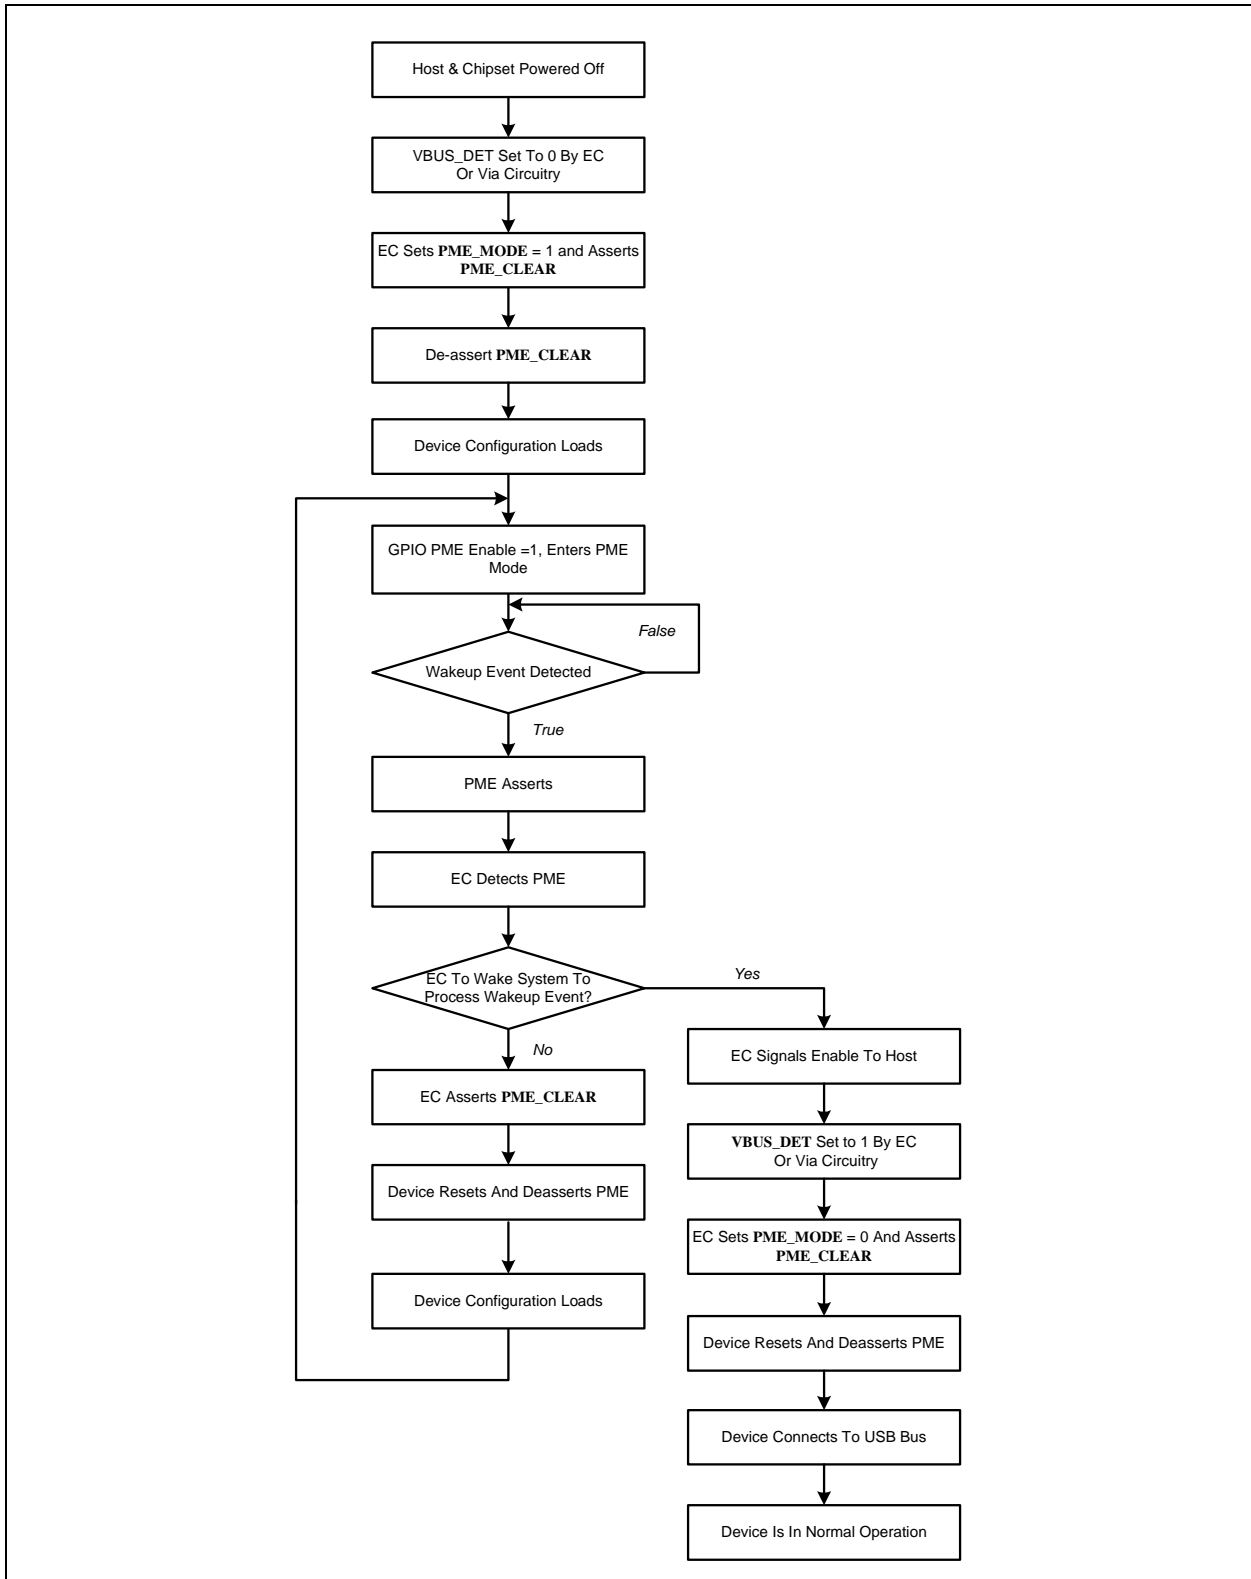 Host & Chipset Powered Off
VBUS_DET Set To 0 By EC
Or Via Circuitry
EC Sets PME_MODE = 1 and Asserts
PME_CLEAR
De-assert PME_CLEAR
Device Configuration Loads
GPIO PME Enable =1, Enters PME
Mode
False
Wakeup Event Detected
True
PME Asserts
EC Detects PME
EC To Wake System To
Process Wakeup Event?
Yes
No
EC Asserts PME_CLEAR
Device Resets And Deasserts PME
Device Configuration Loads
EC Signals Enable To Host
VBUS_DET Set to 1 By EC
Or Via Circuitry
EC Sets PME_MODE = 0 And Asserts
PME_CLEAR
Device Resets And Deasserts PME
Device Connects To USB Bus
Device Is In Normal Operation